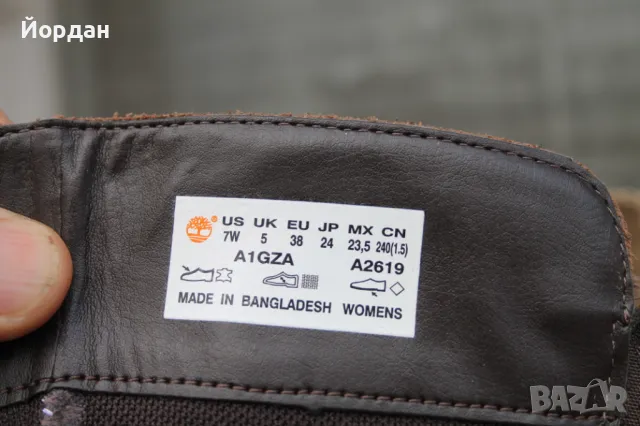 Йордан
US UK EU JP MX CN
7W 5 38 24 23,5 240(1.5)
A1GZA A2619
MADE IN BANGLADESH WOMENS
BAZAR